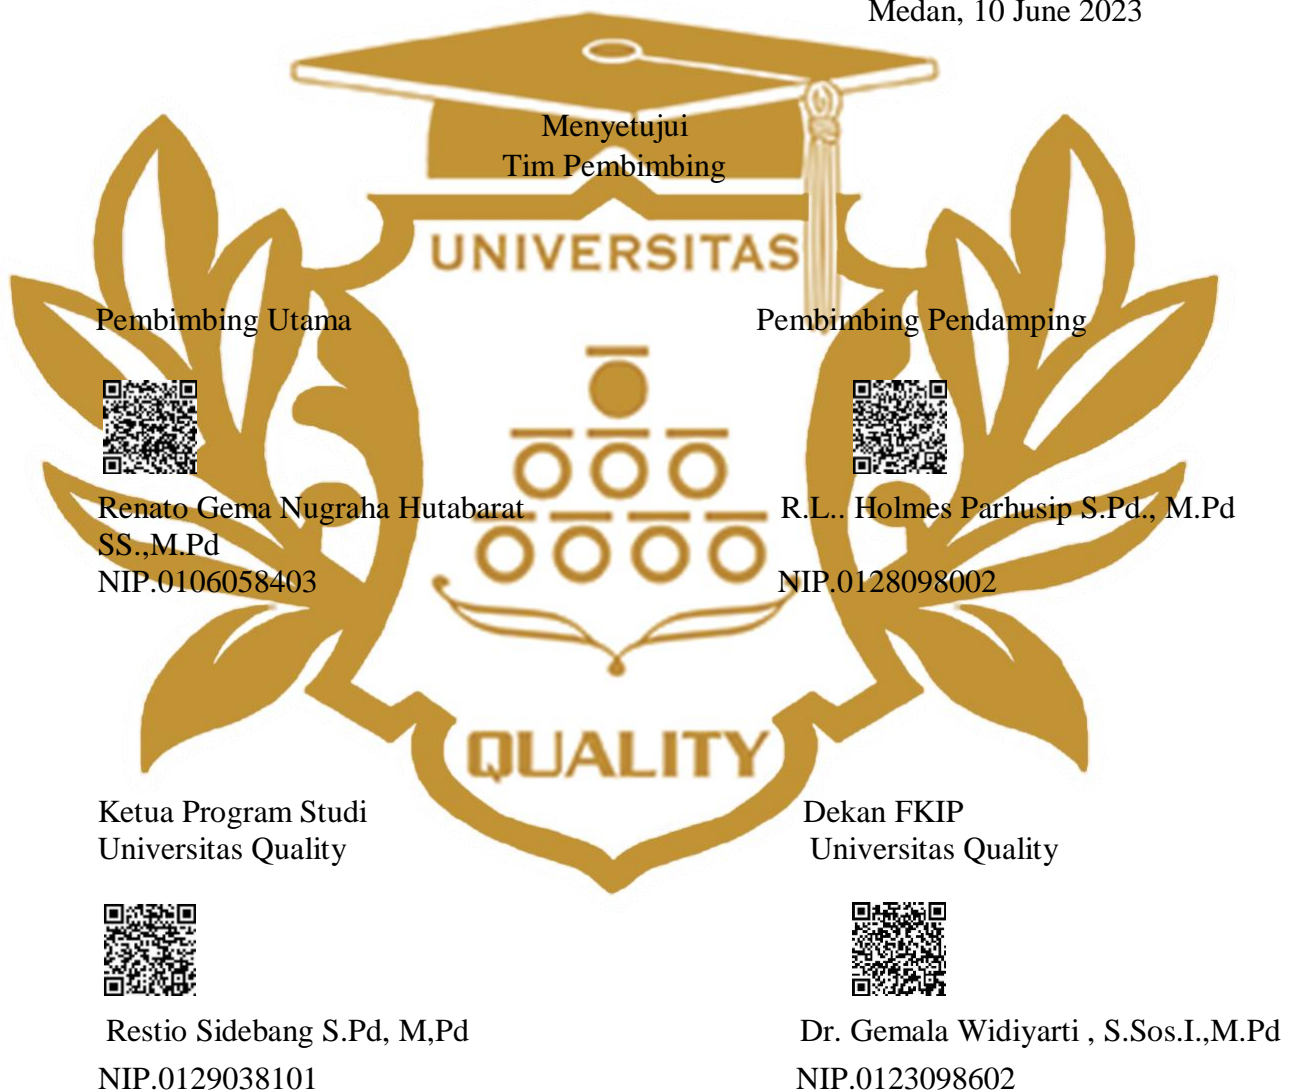 Medan, 10 June 2023
Menyetujui
Tim Pembimbing
UNIVERSITAS
Pembimbing Utama
Pembimbing Pendamping
Renato Gema Nugraha Hutabarat
SS.,M.Pd
NIP.0106058403
R.L.. Holmes Parhusip S.Pd., M.Pd
NIP.0128098002
QUALITY
Ketua Program Studi
Universitas Quality
Dekan FKIP
Universitas Quality
Restio Sidebang S.Pd, M,Pd
NIP.0129038101
Dr. Gemala Widiyarti , S.Sos.I.,M.Pd
NIP.0123098602